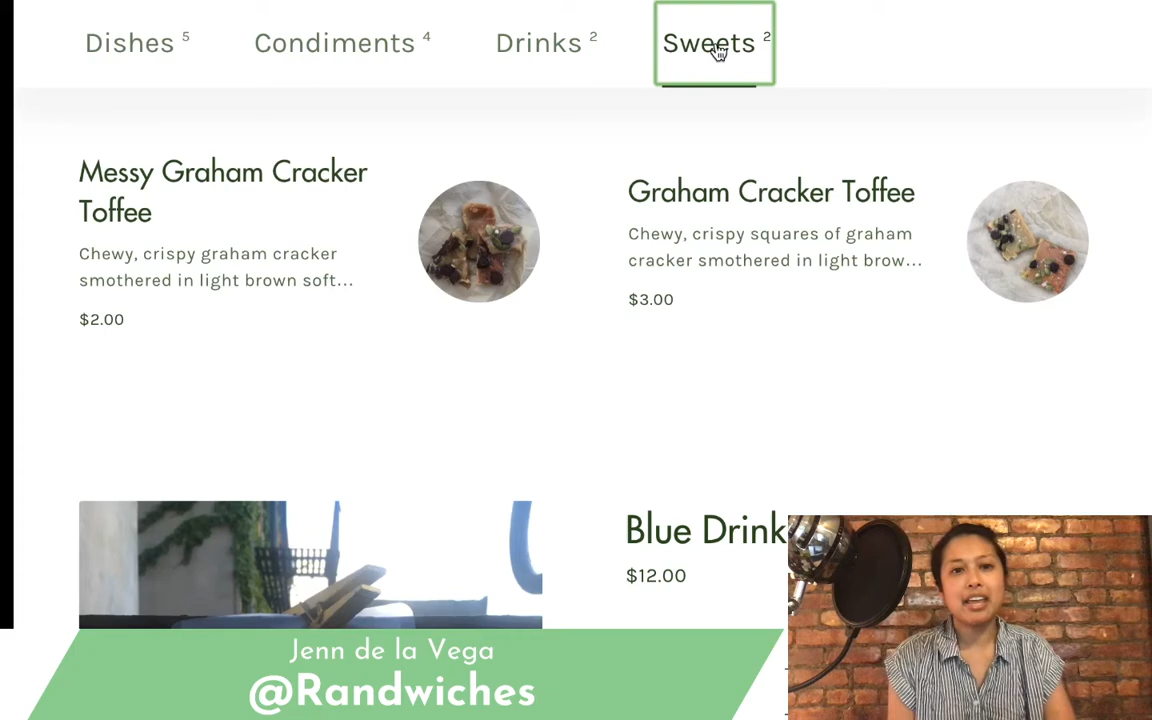 Dishes 5 Condiments 4 Drinks 2 Sweets 2
Messy Graham Cracker
Toffee
Chewy, crispy graham cracker
smothered in light brown soft...
$2.00
Graham Cracker Toffee
Chewy, crispy squares of graham
cracker smothered in light brow...
$3.00
Blue Drink
$12.00
Jenn de la Vega
@Randwiches